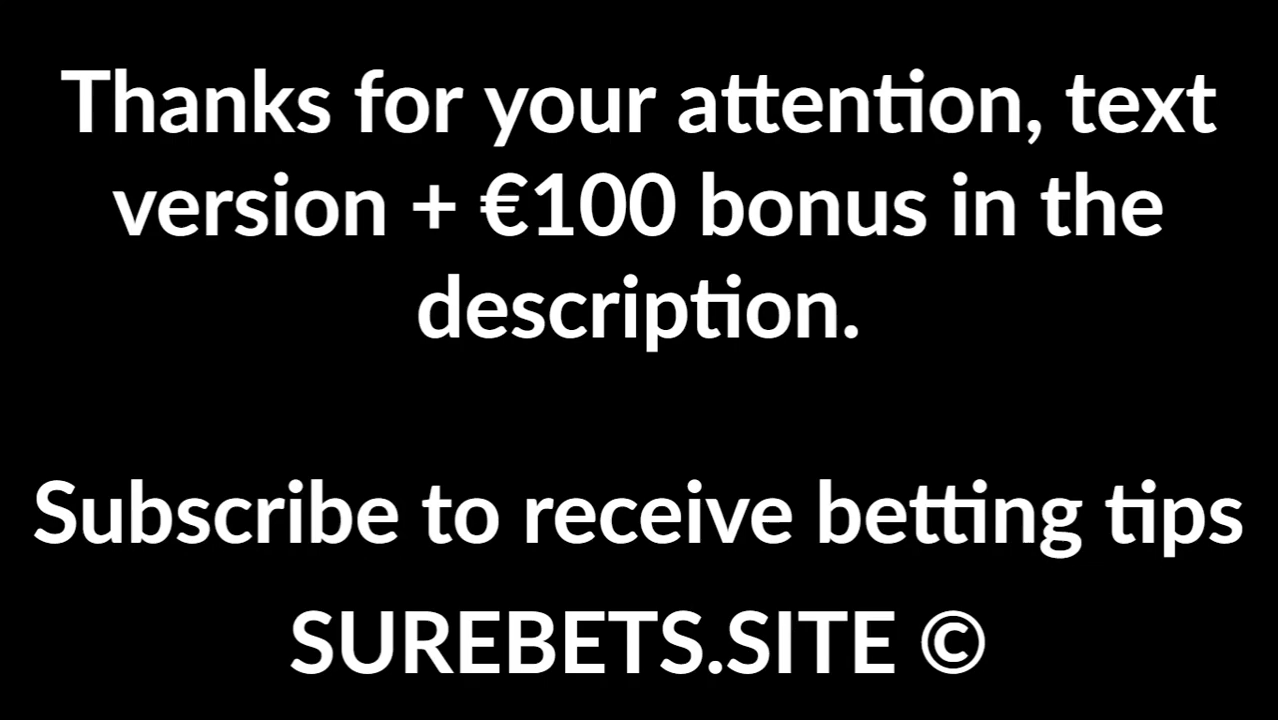 Thanks for your attention, text
version + €100 bonus in the
description.
Subscribe to receive betting tips
SUREBETS.SITE ©